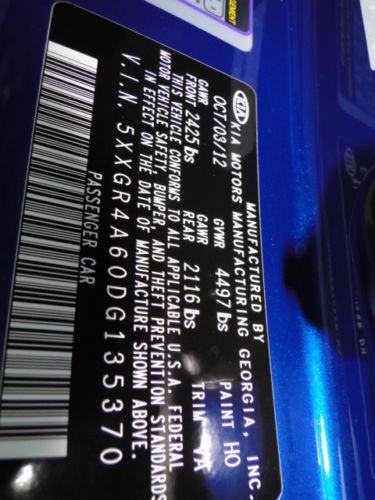 KIA
MANUFACTURED BY
KIA MOTORS MANUFACTURING GEORGIA, INC.
OCT/03/12 GVWR 4497 lbs PAINT HO
GAWR FRONT 2425 lbs GAWR REAR 2116 lbs TRIM VA
THIS VEHICLE CONFORMS TO ALL APPLICABLE U.S.A. FEDERAL
MOTOR VEHICLE SAFETY, BUMPER, AND THEFT PREVENTION STANDARDS
IN EFFECT ON THE DATE OF MANUFACTURE SHOWN ABOVE.
V.I.N. 5XXGR4A60DG135370
PASSENGER CAR